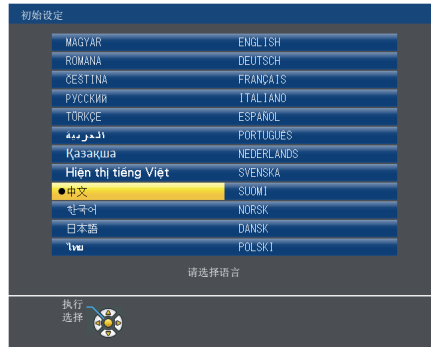 初始设定
MAGYAR ENGLISH
ROMÂNA DEUTSCH
ČEŠTINA FRANÇAIS
РУССКИЙ ITALIANO
TÜRKÇE ESPAÑOL
العربية PORTUGUÊS
Қазақша NEDERLANDS
Hiện thị tiếng Việt SVENSKA
●中文 SUOMI
한국어 NORSK
日本語 DANSK
ไทย POLSKI
请选择语言
执行
选择